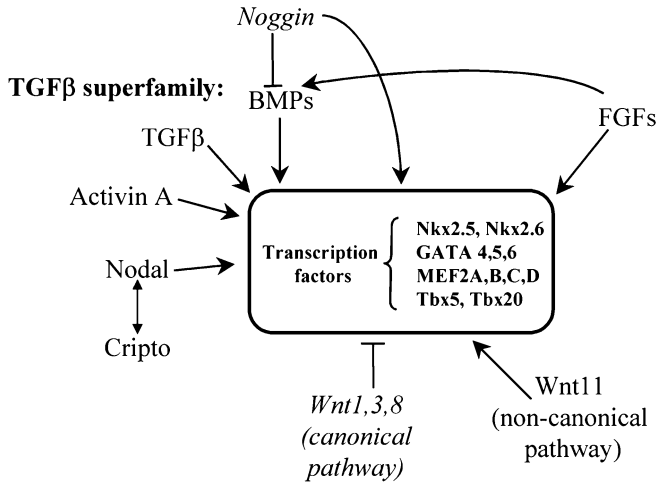 Noggin
TGFβ superfamily:
BMPs
FGFs
TGFβ
Activin A
Nodal
Cripto
Transcription
factors
Nkx2.5, Nkx2.6
GATA 4,5,6
MEF2A,B,C,D
Tbx5, Tbx20
Wnt1,3,8
(canonical
pathway)
Wnt11
(non-canonical
pathway)